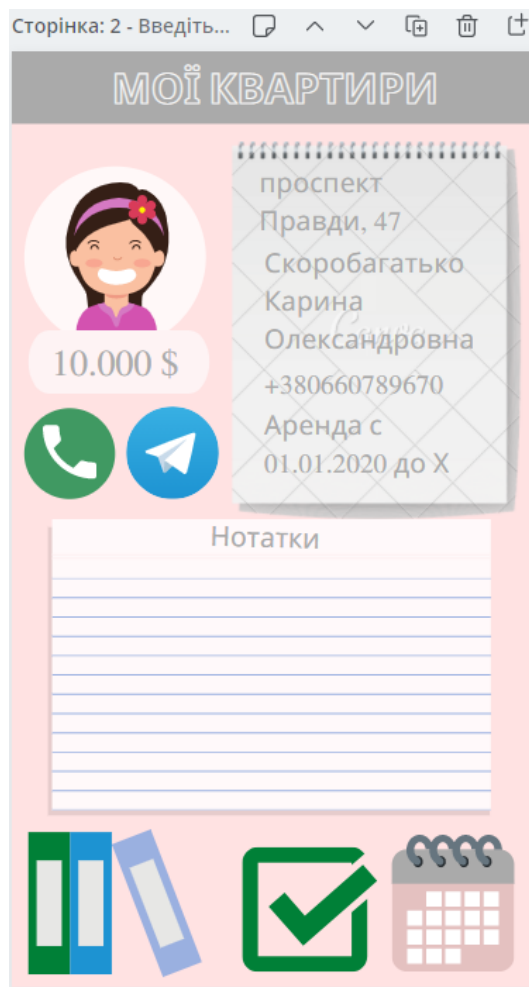 Сторінка: 2 - Введіть...
МОЇ КВАРТИРИ
проспект
Правди, 47
Скоробагатько
Карина
Олександровна
+380660789670
Аренда с
01.01.2020 до Х
10.000 $
Canva
Нотатки